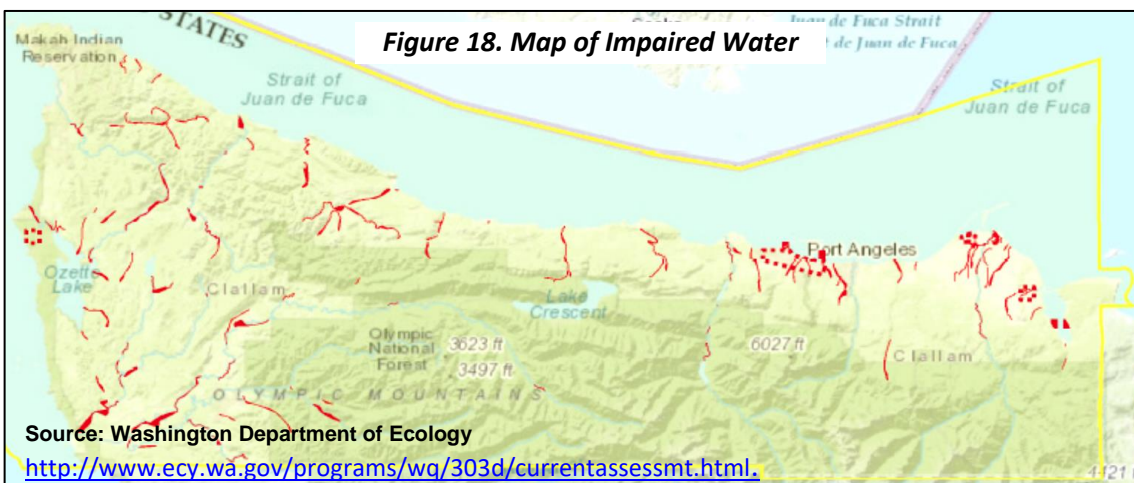 STATES
Figure 18. Map of Impaired Water
Juan de Fuca Strait
de Juan de Fuca
Makah Indian
Reservation
Strait of
Juan de Fuca
Strait of
Juan de Fuca
Port Angeles
Ozette
Lake
Clallam
Lake
Crescent
Olympic
National
Forest
3623 ft
3497 ft
6027 ft
Clallam
OLYMPIC MOUNTAINS
Source: Washington Department of Ecology
http://www.ecy.wa.gov/programs/wq/303d/currentassessmt.html.